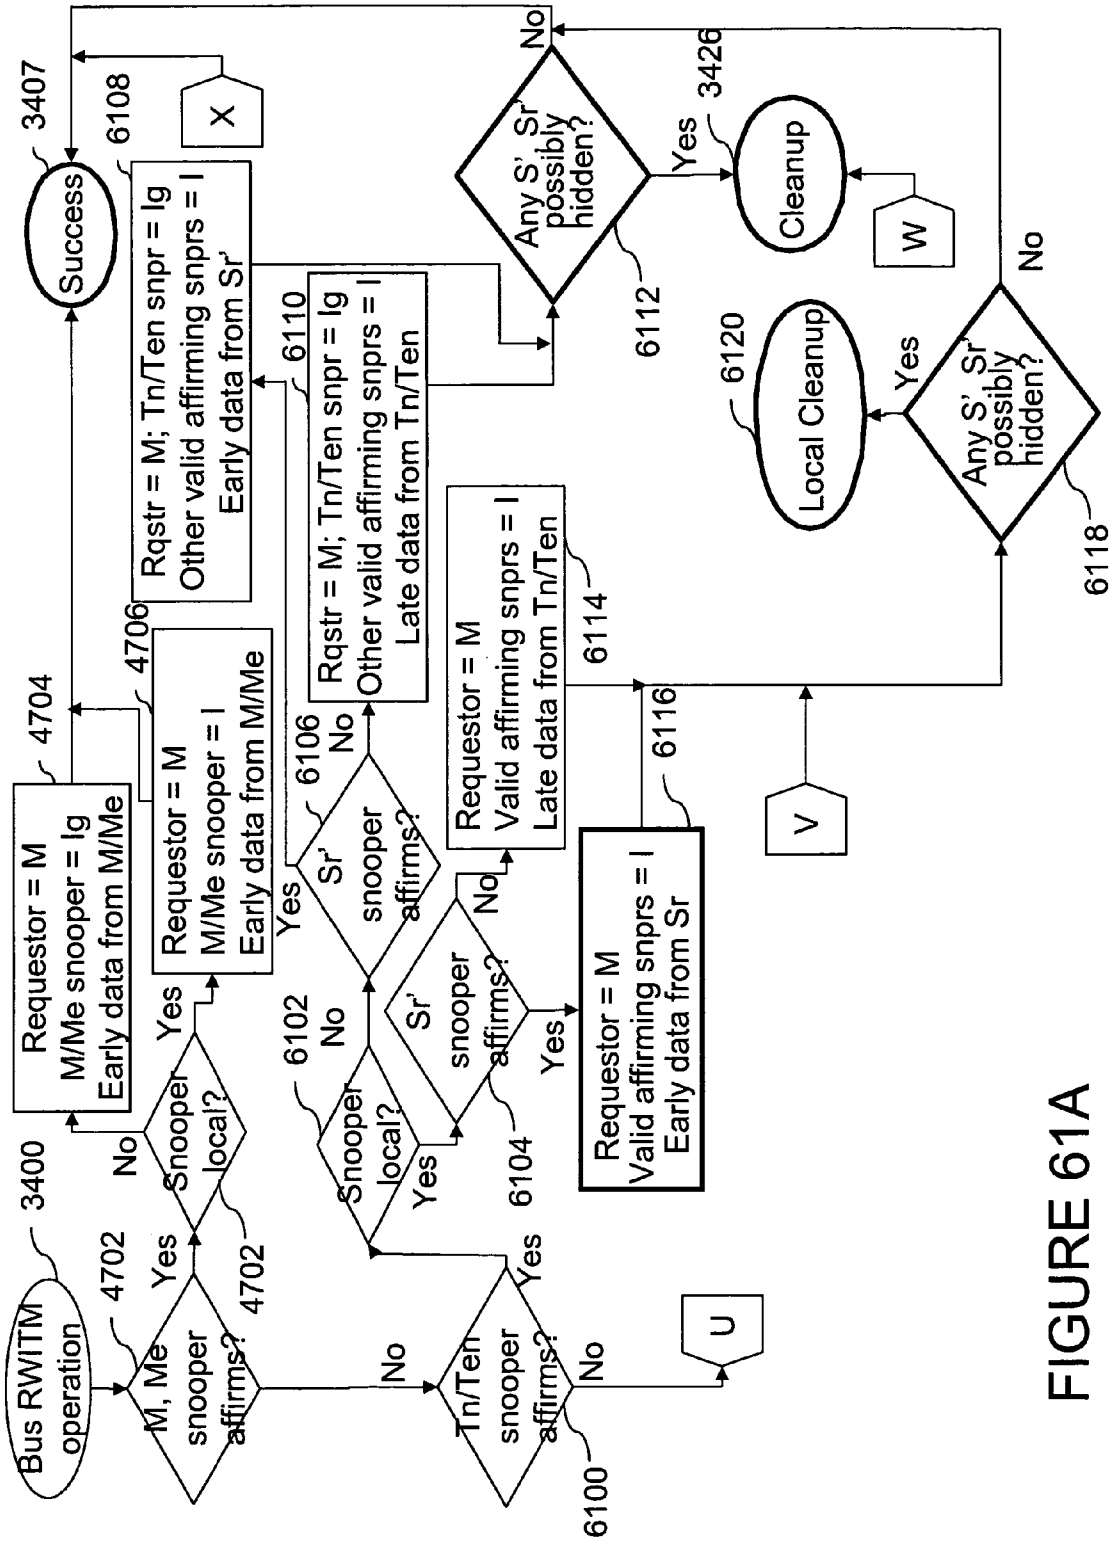 Bus RWITM
operation
3400
M, Me
snooper
affirms?
4702
Yes
No
Snooper
local?
4702
No
Yes
Requestor = M
M/Me snooper = Ig
Early data from M/Me
4704
Requestor = M
M/Me snooper = I
Early data from M/Me
4706
Success
3407
X
Tn/Ten
snooper
affirms?
6100
Yes
No
U
Snooper
local?
6102
No
Yes
Sr'
snooper
affirms?
6106
Yes
No
Rqstr = M; Tn/Ten snpr = Ig
Other valid affirming snprs = I
Early data from Sr'
6108
Rqstr = M; Tn/Ten snpr = Ig
Other valid affirming snprs = I
Late data from Tn/Ten
6110
Sr'
snooper
affirms?
6104
No
Yes
Requestor = M
Valid affirming snprs = I
Late data from Tn/Ten
6114
Requestor = M
Valid affirming snprs = I
Early data from Sr
6116
Any S' Sr'
possibly
hidden?
6112
No
Yes
Cleanup
3426
W
V
Any S' Sr'
possibly
hidden?
6118
Yes
No
Local Cleanup
6120
FIGURE 61A